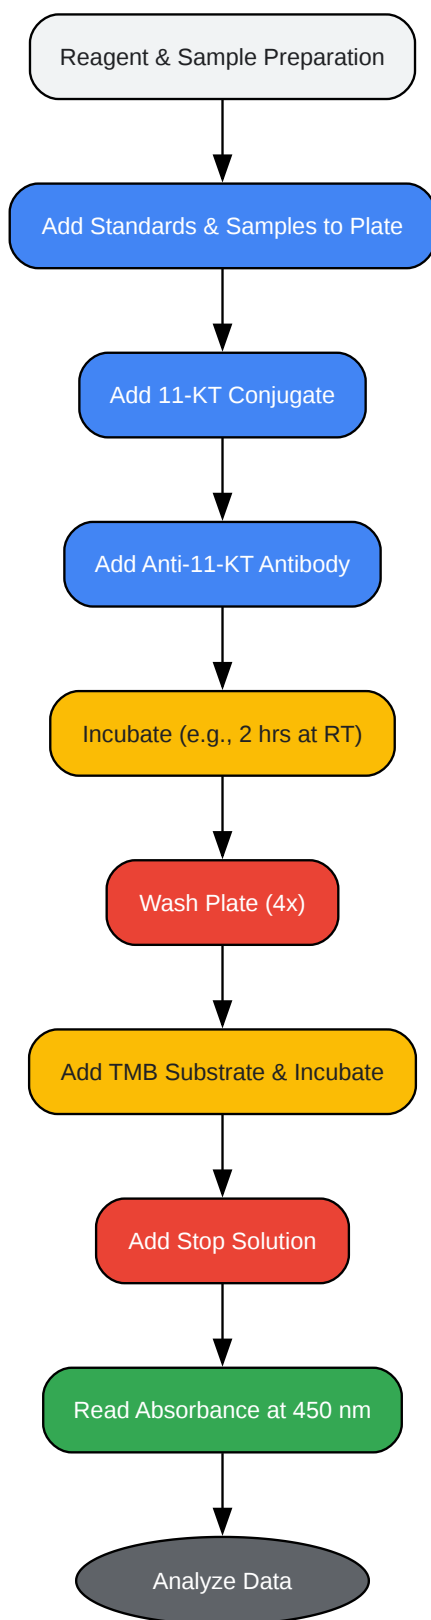 Reagent & Sample Preparation
Add Standards & Samples to Plate
Add 11-KT Conjugate
Add Anti-11-KT Antibody
Incubate (e.g., 2 hrs at RT)
Wash Plate (4x)
Add TMB Substrate & Incubate
Add Stop Solution
Read Absorbance at 450 nm
Analyze Data